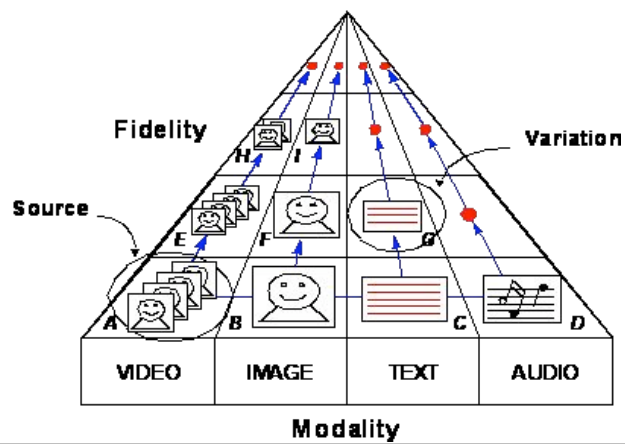 Fidelity
Variation
H
I
Source
E
F
G
A
B
C
D
VIDEO
IMAGE
TEXT
AUDIO
Modality